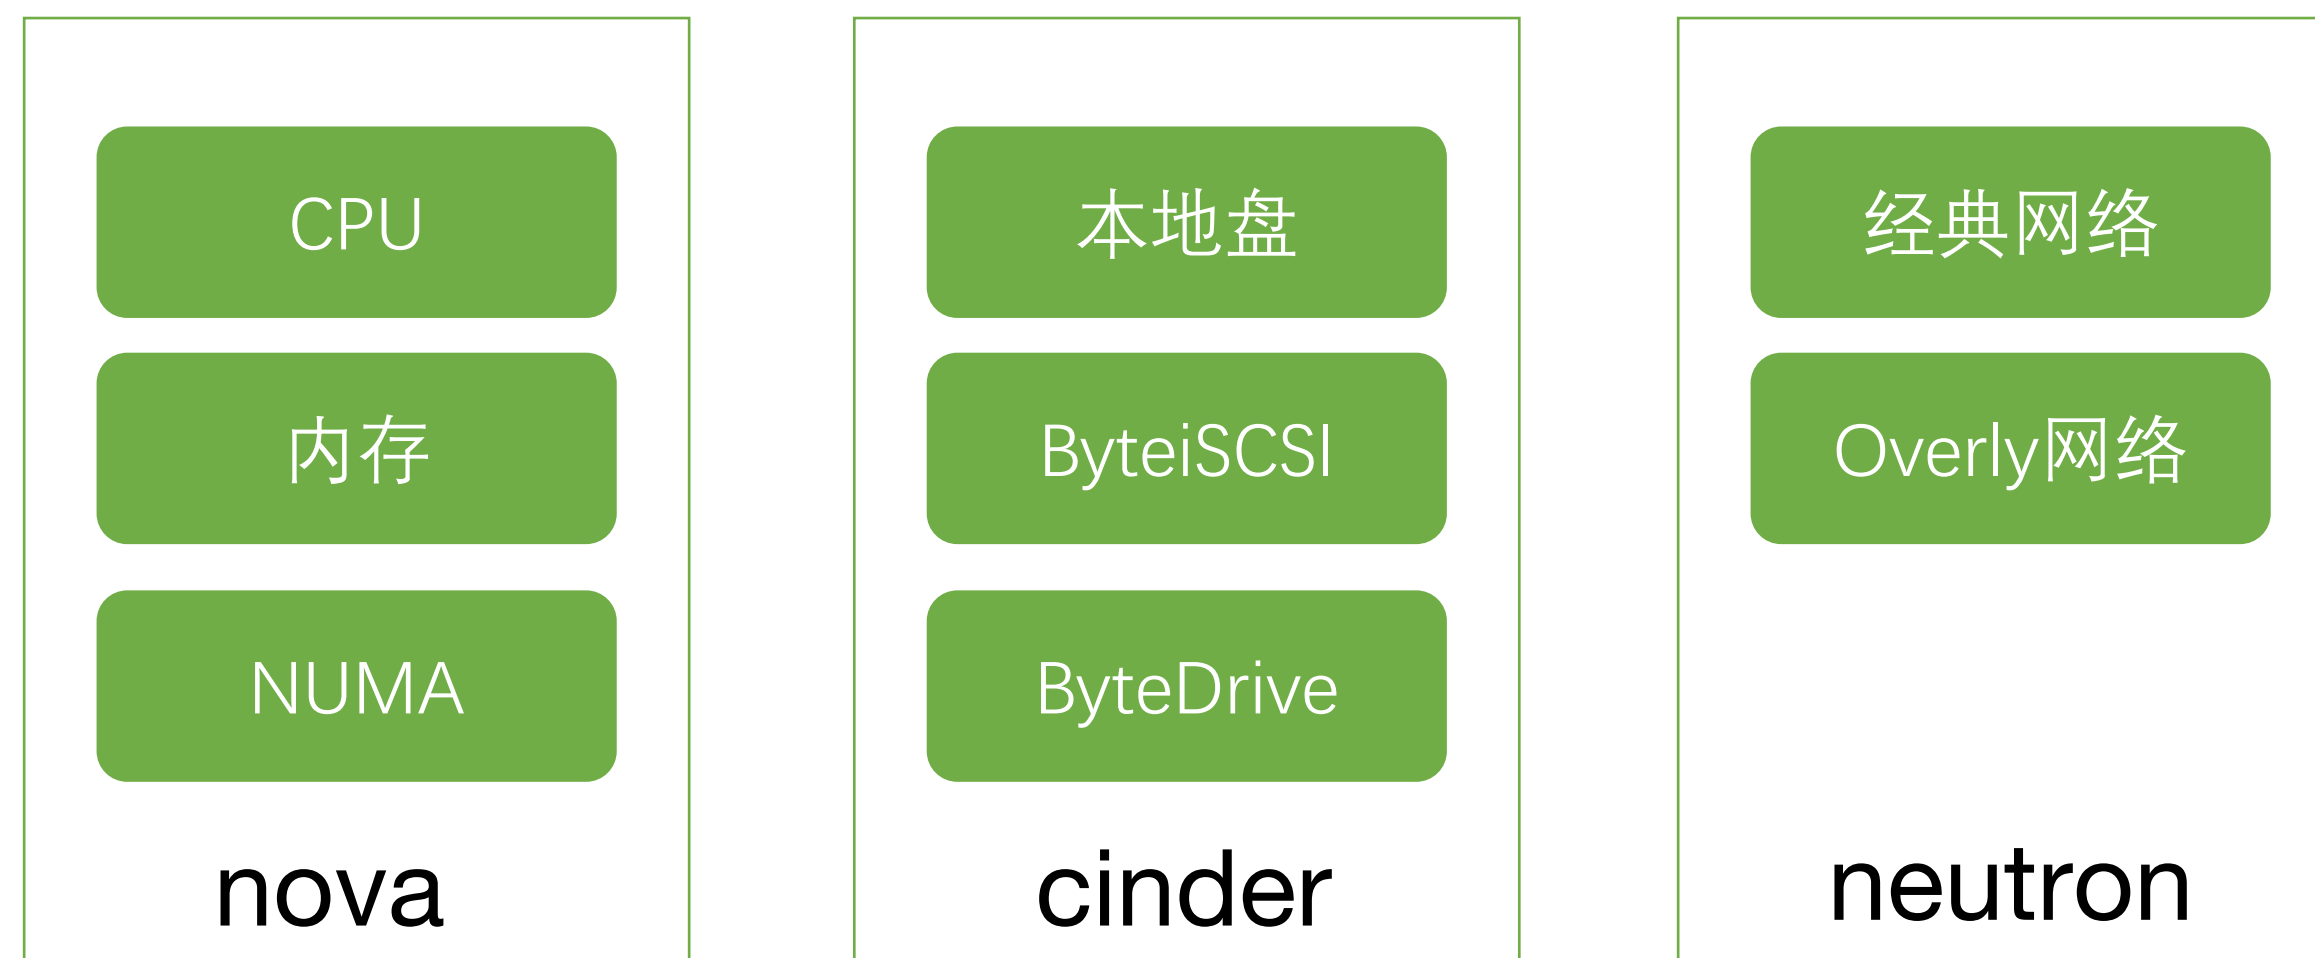 CPU
内存
NUMA
nova
本地盘
ByteiSCSI
ByteDrive
cinder
经典网络
Overly网络
neutron